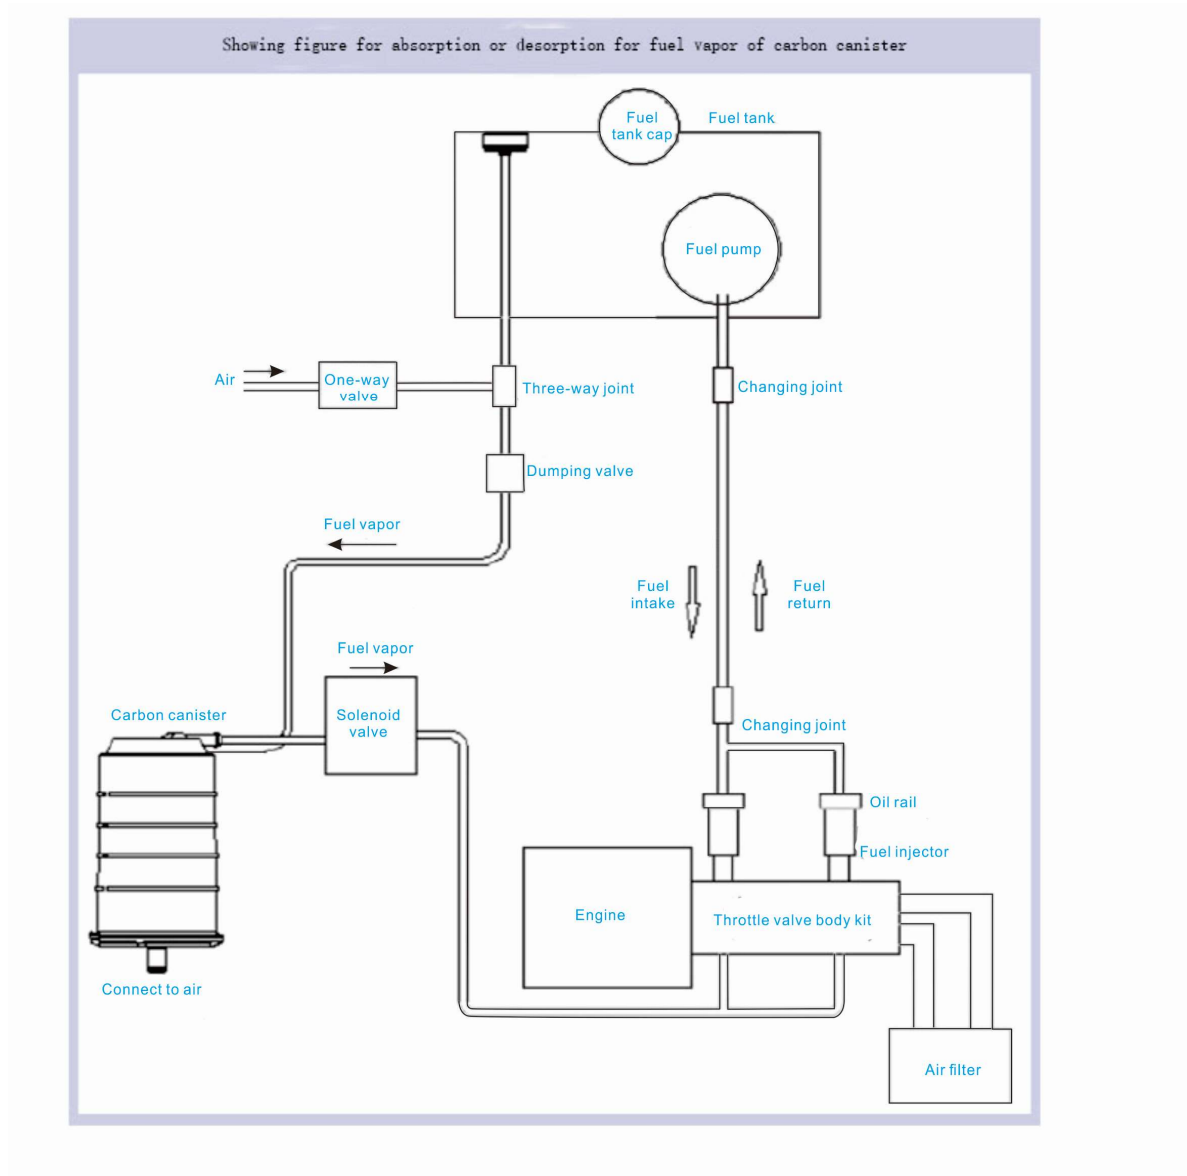 Showing figure for absorption or desorption for fuel vapor of carbon canister
Fuel
tank cap
Fuel tank
Fuel pump
Air
One-way
valve
Three-way joint
Changing joint
Dumping valve
Fuel vapor
Fuel
intake
Fuel
return
Fuel vapor
Carbon canister
Solenoid
valve
Changing joint
Oil rail
Fuel injector
Engine
Throttle valve body kit
Connect to air
Air filter